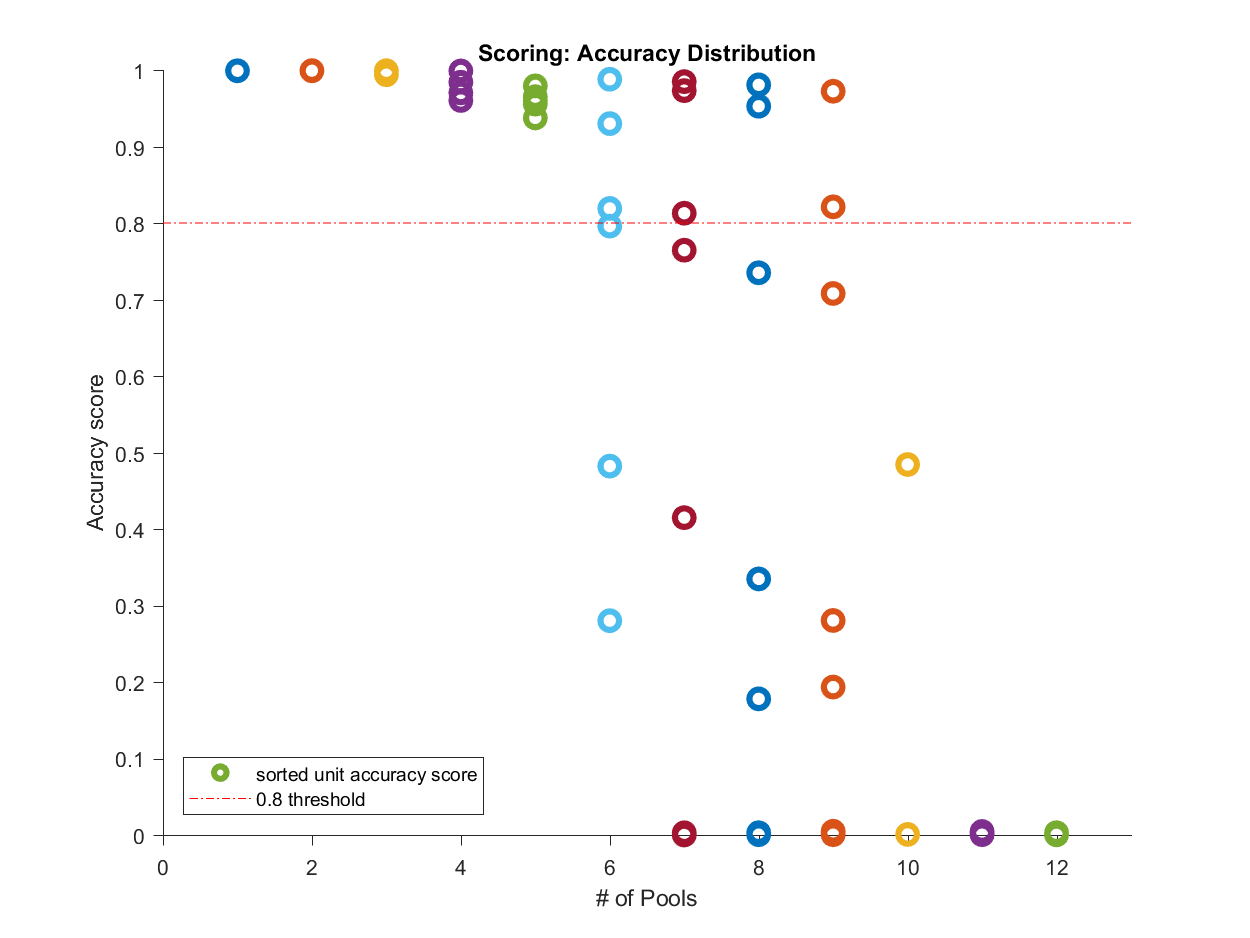 Scoring: Accuracy Distribution
1
0.9
0.8
0.7
0.6
0.5
0.4
0.3
0.2
0.1
0
Accuracy score
sorted unit accuracy score
0.8 threshold
0 2 4 6 8 10 12
# of Pools